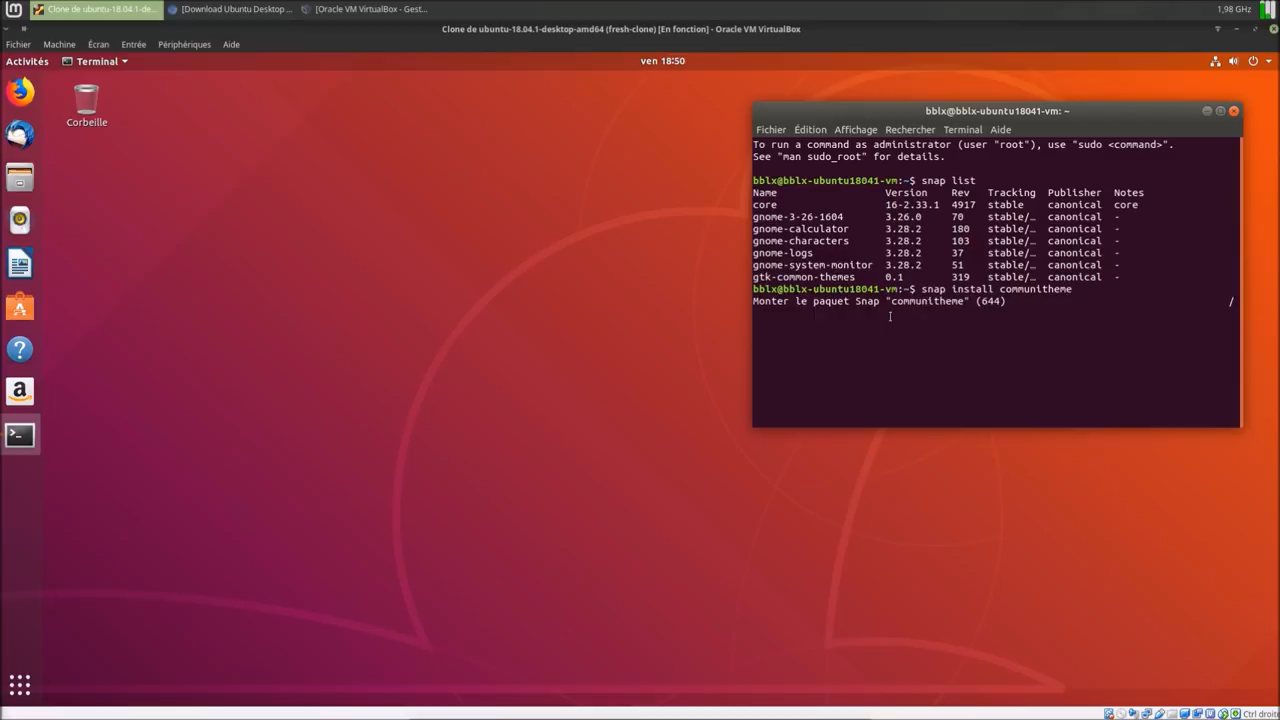 Clone de ubuntu-18.04.1-de...
[Download Ubuntu Desktop ...
[Oracle VM VirtualBox - Gest...
1,98 GHz
Clone de ubuntu-18.04.1-desktop-amd64 (fresh-clone) [En fonction] - Oracle VM VirtualBox
Fichier Machine Écran Entrée Périphériques Aide
Activités Terminal ven 18:50
Corbeille
bblx@bblx-ubuntu18041-vm: ~
Fichier Édition Affichage Rechercher Terminal Aide
To run a command as administrator (user "root"), use "sudo <command>".
See "man sudo_root" for details.
bblx@bblx-ubuntu18041-vm:~$ snap list
Name Version Rev Tracking Publisher Notes
core 16-2.33.1 4917 stable canonical core
gnome-3-26-1604 3.26.0 70 stable/… canonical -
gnome-calculator 3.28.2 180 stable/… canonical -
gnome-characters 3.28.2 103 stable/… canonical -
gnome-logs 3.28.2 37 stable/… canonical -
gnome-system-monitor 3.28.2 51 stable/… canonical -
gtk-common-themes 0.1 319 stable/… canonical -
bblx@bblx-ubuntu18041-vm:~$ snap install communitheme
Monter le paquet Snap "communitheme" (644) /
Ctrl droite